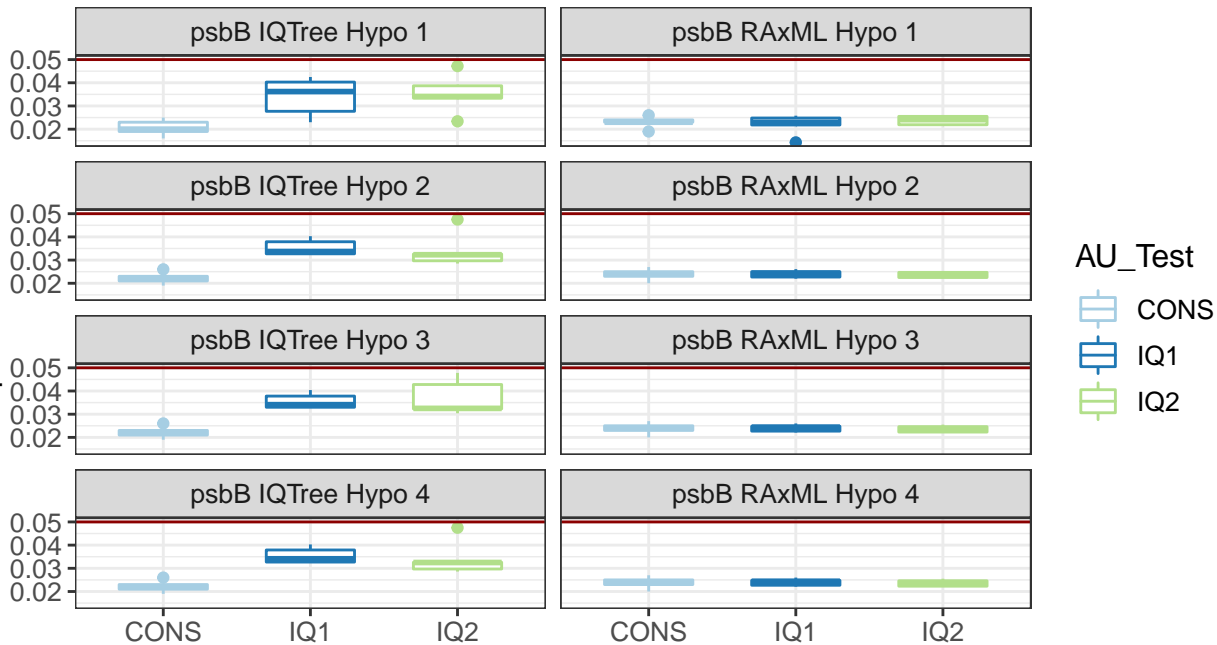 psbB IQTree Hypo 1
psbB RAxML Hypo 1
0.05
0.04
0.03
0.02
psbB IQTree Hypo 2
psbB RAxML Hypo 2
0.05
0.04
0.03
0.02
psbB IQTree Hypo 3
psbB RAxML Hypo 3
0.05
0.04
0.03
0.02
psbB IQTree Hypo 4
psbB RAxML Hypo 4
0.05
0.04
0.03
0.02
CONS IQ1 IQ2 CONS IQ1 IQ2
AU_Test
CONS
IQ1
IQ2